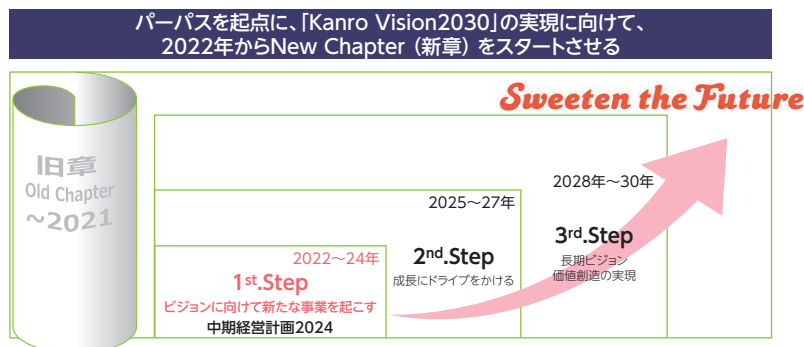 パーパスを起点に、「Kanro Vision2030」の実現に向けて、
2022年からNew Chapter（新章）をスタートさせる
Sweeten the Future
旧章
Old Chapter
～2021
2022～24年
1st.Step
ビジョンに向けて新たな事業を起こす
中期経営計画2024
2025～27年
2nd.Step
成長にドライブをかける
2028年～30年
3rd.Step
長期ビジョン
価値創造の実現